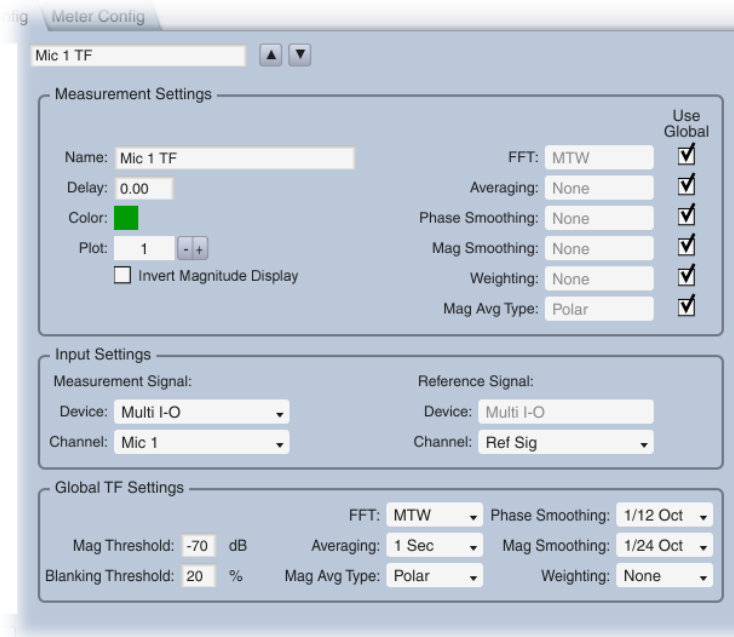 fig Meter Config
Mic 1 TF ▲ ▼
Measurement Settings
Use
Global
Name: Mic 1 TF FFT: MTW
Delay: 0.00 Averaging: None
Color: Phase Smoothing: None
Plot: 1 - + Mag Smoothing: None
Invert Magnitude Display Weighting: None
Mag Avg Type: Polar
Input Settings
Measurement Signal: Reference Signal:
Device: Multi I-O Device: Multi I-O
Channel: Mic 1 Channel: Ref Sig
Global TF Settings
FFT: MTW Phase Smoothing: 1/12 Oct
Mag Threshold: -70 dB Averaging: 1 Sec Mag Smoothing: 1/24 Oct
Blanking Threshold: 20 % Mag Avg Type: Polar Weighting: None